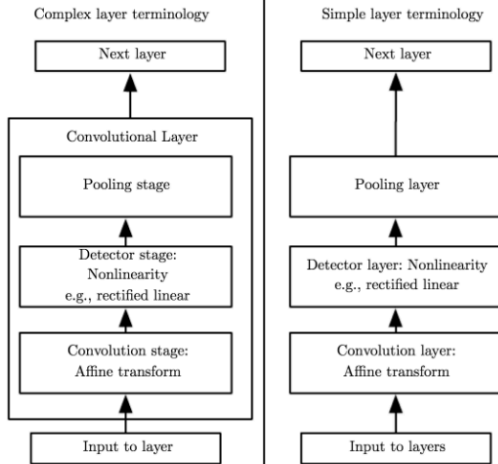 Complex layer terminology
Next layer
Convolutional Layer
Pooling stage
Detector stage:
Nonlinearity
e.g., rectified linear
Convolution stage:
Affine transform
Input to layer
Simple layer terminology
Next layer
Pooling layer
Detector layer: Nonlinearity
e.g., rectified linear
Convolution layer:
Affine transform
Input to layers